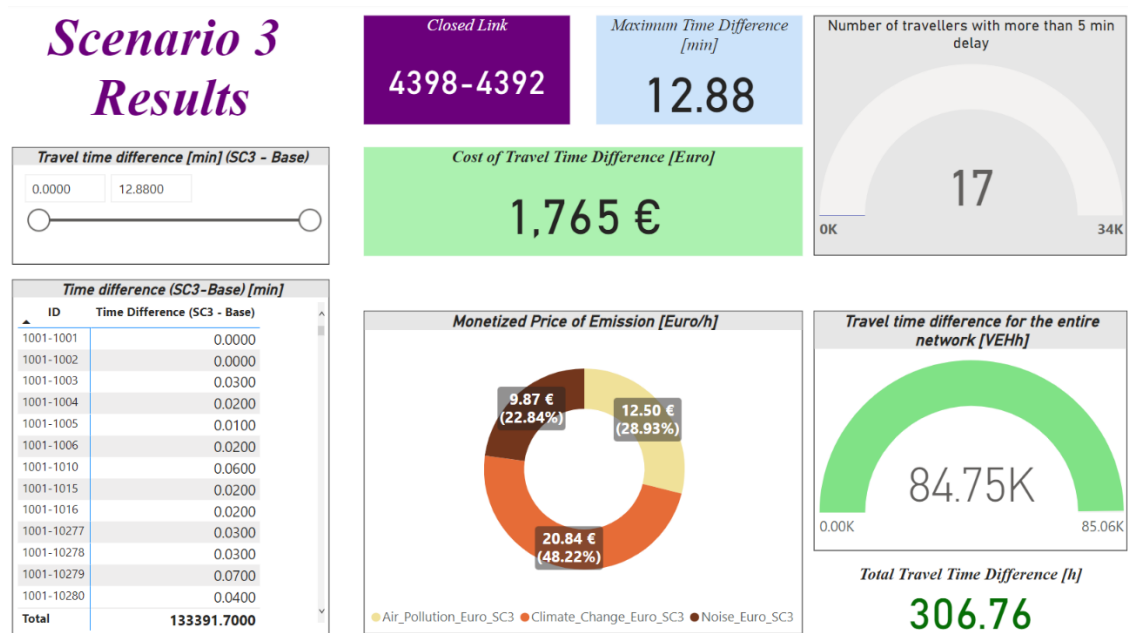 Scenario 3
Results
Closed Link
4398-4392
Maximum Time Difference
[min]
12.88
Number of travellers with more than 5 min
delay
17
0K
34K
Travel time difference [min] (SC3 - Base)
0.0000
12.8800
Cost of Travel Time Difference [Euro]
1,765 €
Time difference (SC3-Base) [min]
ID Time Difference (SC3 - Base)
1001-1001 0.0000
1001-1002 0.0000
1001-1003 0.0300
1001-1004 0.0200
1001-1005 0.0100
1001-1006 0.0200
1001-1010 0.0600
1001-1015 0.0200
1001-1016 0.0200
1001-10277 0.0300
1001-10278 0.0300
1001-10279 0.0700
1001-10280 0.0400
Total 133391.7000
Monetized Price of Emission [Euro/h]
9.87 €
(22.84%)
12.50 €
(28.93%)
20.84 €
(48.22%)
Air_Pollution_Euro_SC3 Climate_Change_Euro_SC3 Noise_Euro_SC3
Travel time difference for the entire
network [VEHh]
84.75K
0.00K
85.06K
Total Travel Time Difference [h]
306.76